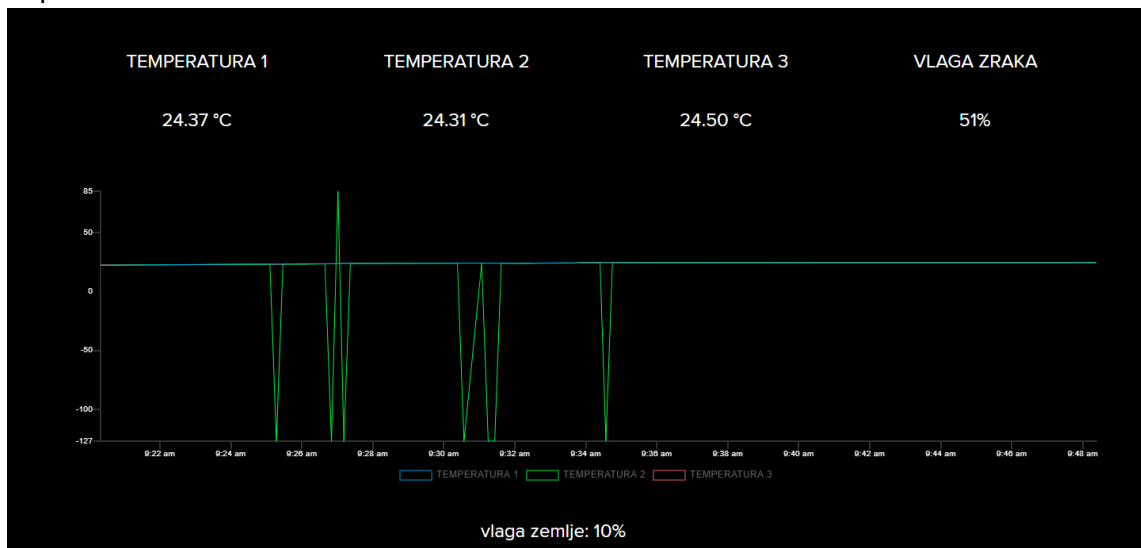 TEMPERATURA 1 TEMPERATURA 2 TEMPERATURA 3 VLAGA ZRAKA
24.37 °C 24.31 °C 24.50 °C 51%
85
50
0
-50
-100
-127
9:22 am 9:24 am 9:26 am 9:28 am 9:30 am 9:32 am 9:34 am 9:36 am 9:38 am 9:40 am 9:42 am 9:44 am 9:46 am 9:48 am
TEMPERATURA 1 TEMPERATURA 2 TEMPERATURA 3
vlaga zemlje: 10%